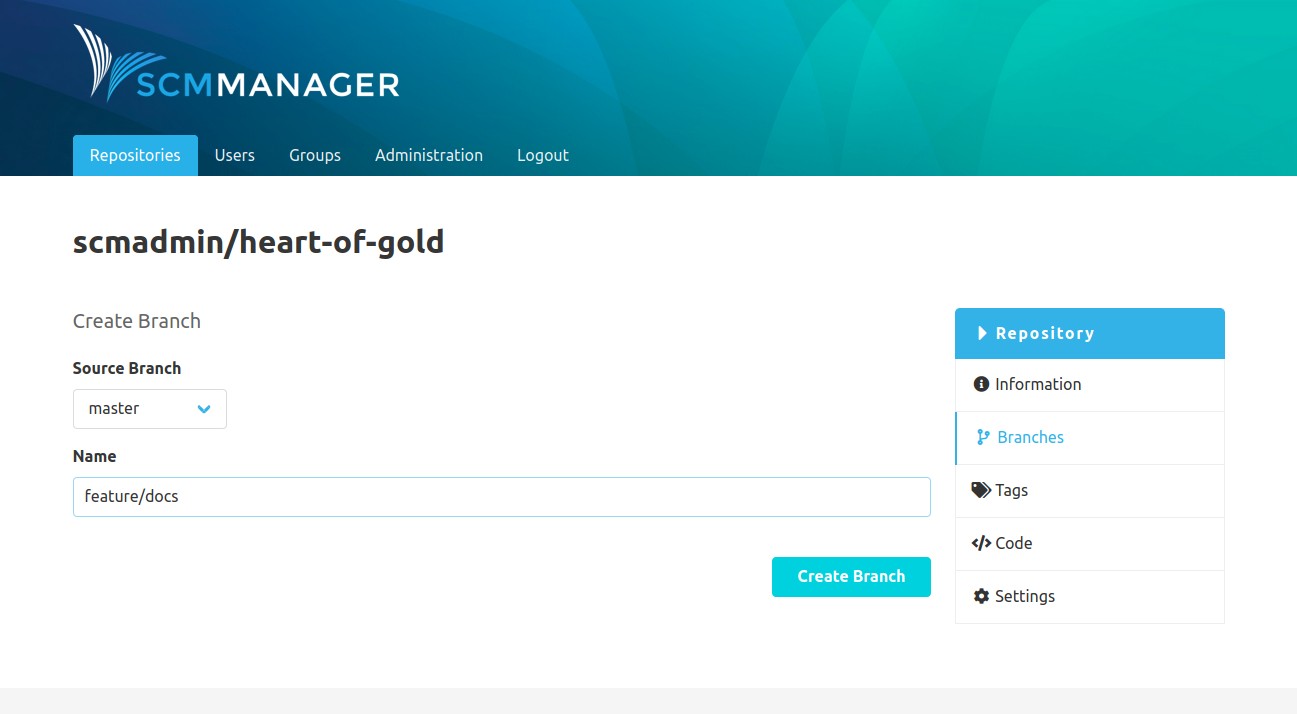 SCMMANAGER
Repositories Users Groups Administration Logout
scmadmin/heart-of-gold
Create Branch
Source Branch
master
Name
feature/docs
Create Branch
Repository
Information
Branches
Tags
Code
Settings